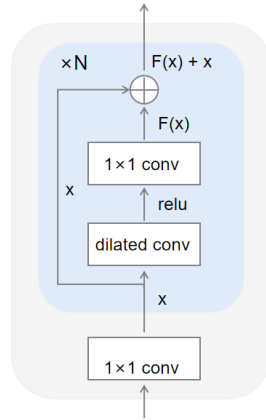 ×N
F(x) + x
F(x)
1×1 conv
x
relu
dilated conv
x
1×1 conv